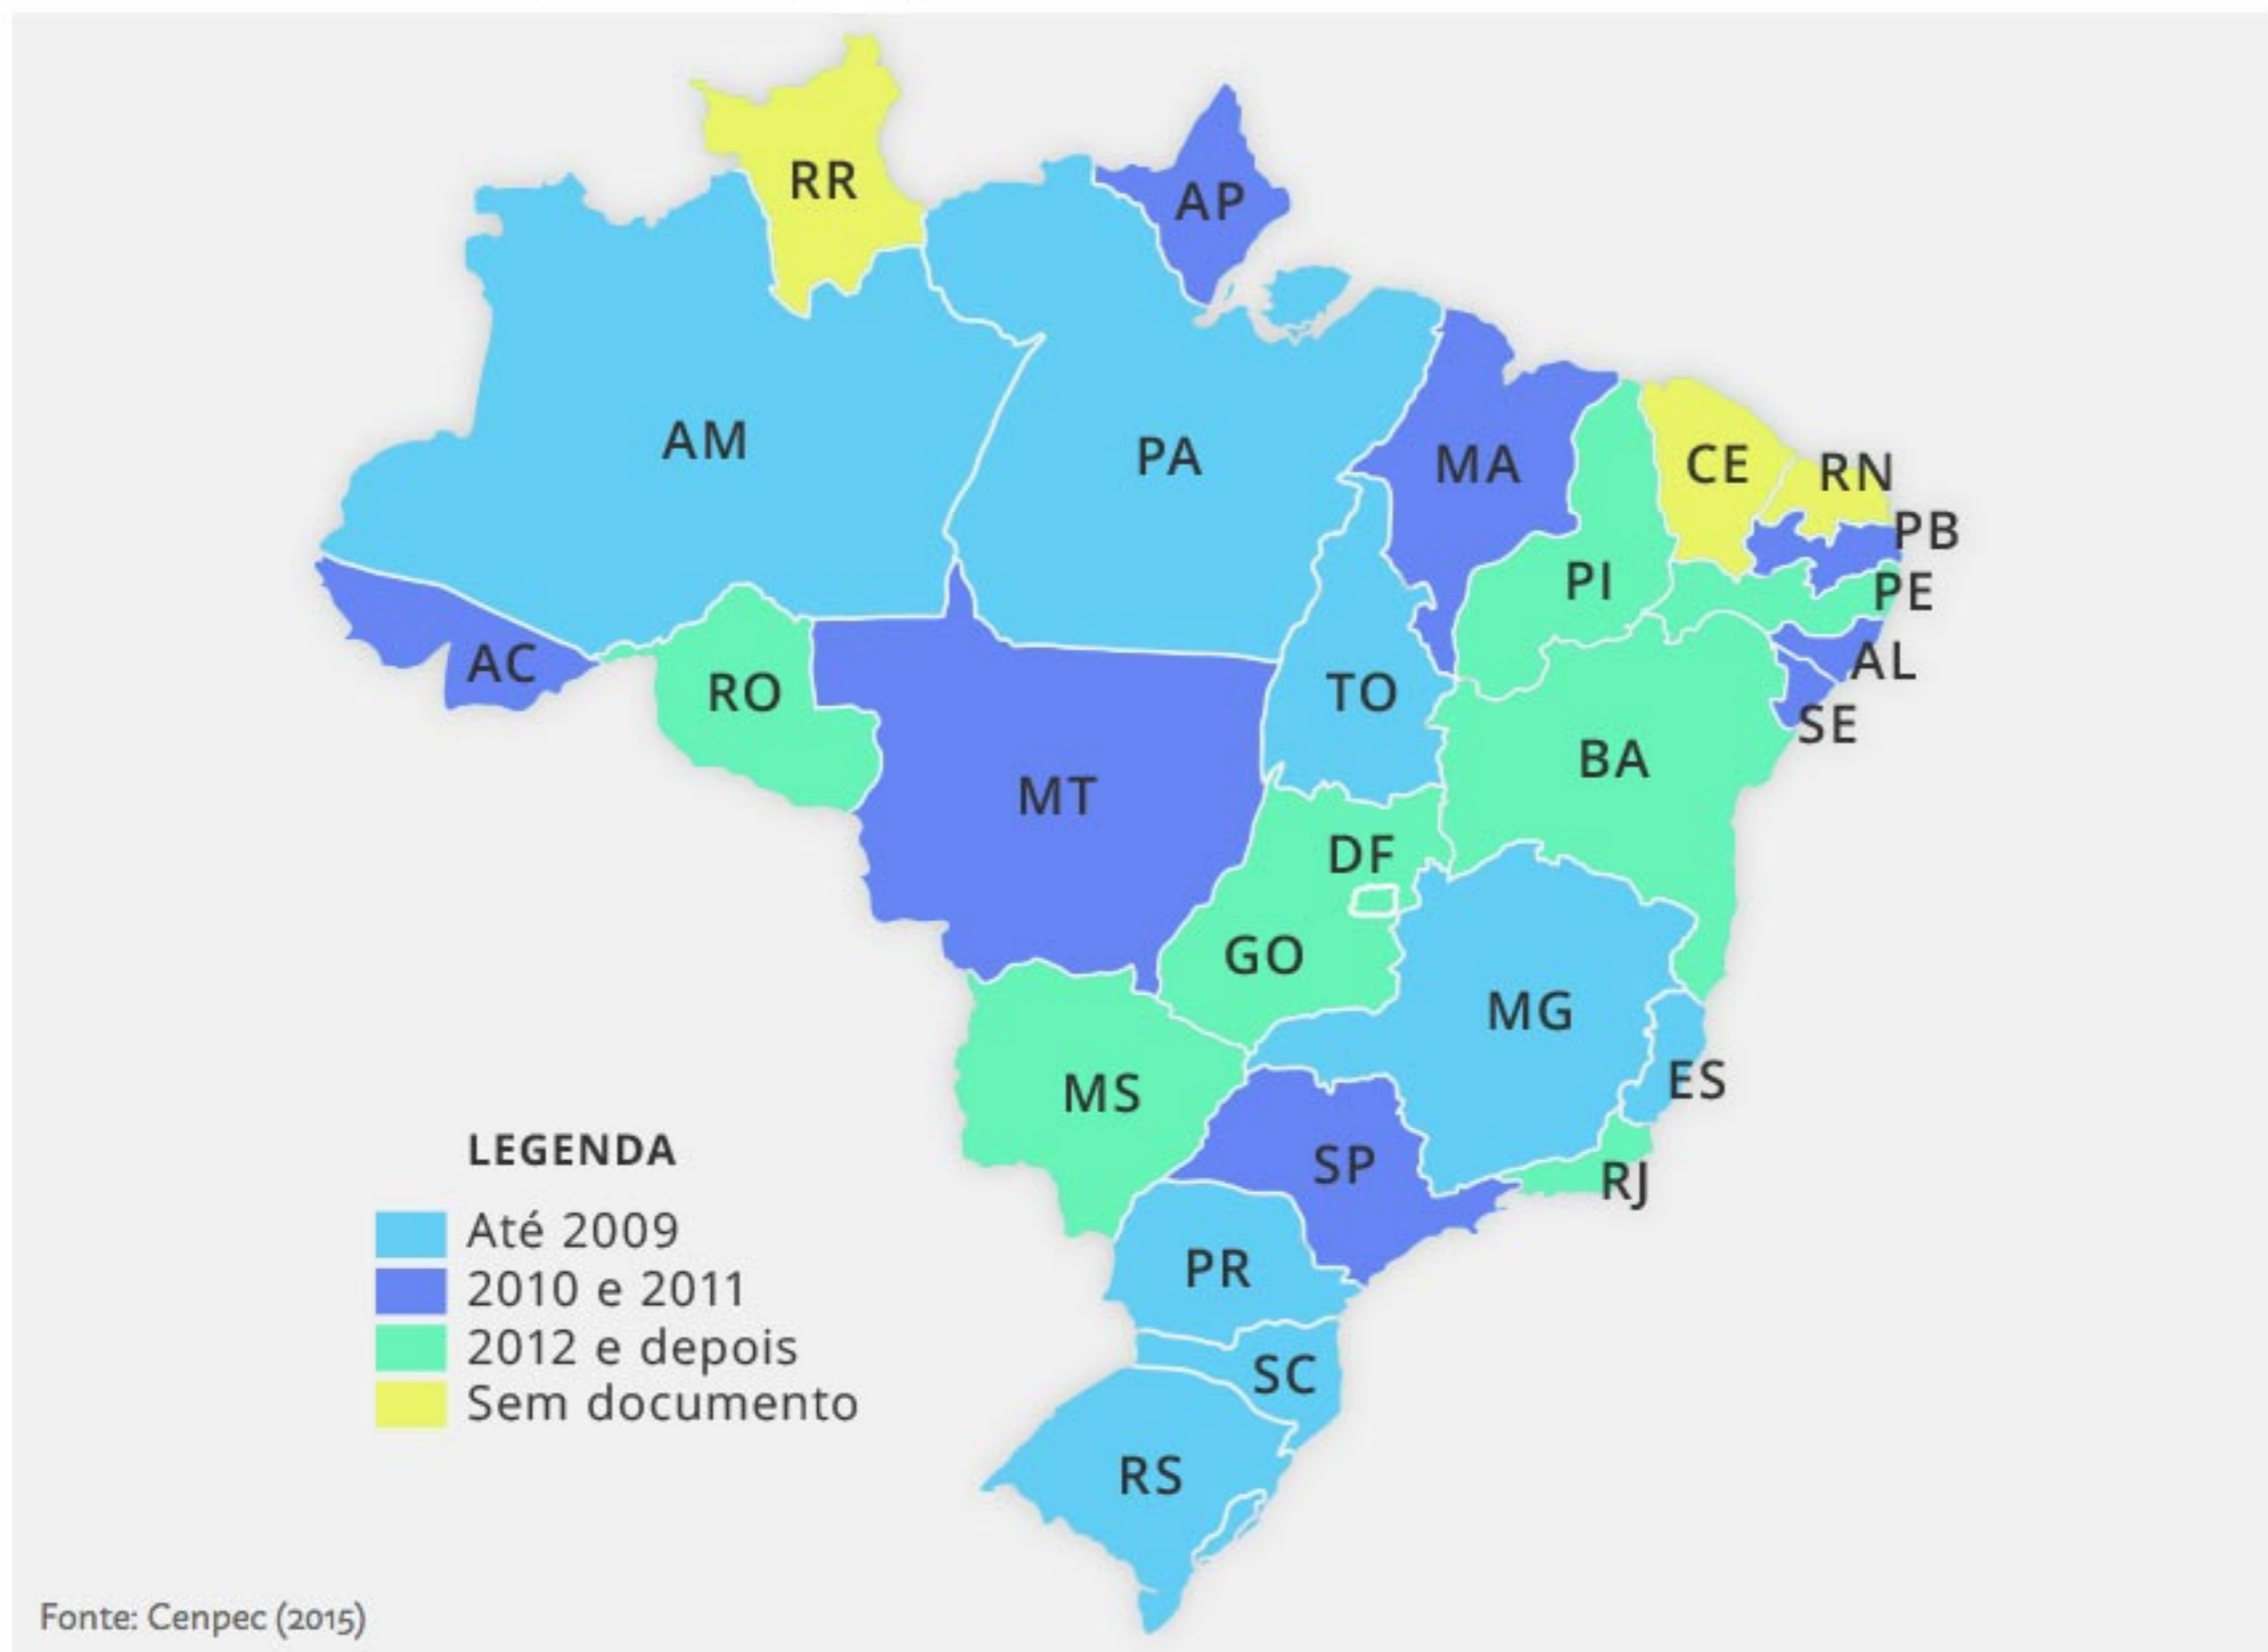 RR
AP
AM
PA
MA
CE
RN
PB
PI
PE
AC
RO
TO
AL
SE
BA
MT
DF
GO
MG
MS
ES
SP
RJ
PR
SC
RS
LEGENDA
Até 2009
2010 e 2011
2012 e depois
Sem documento
Fonte: Cenpec (2015)